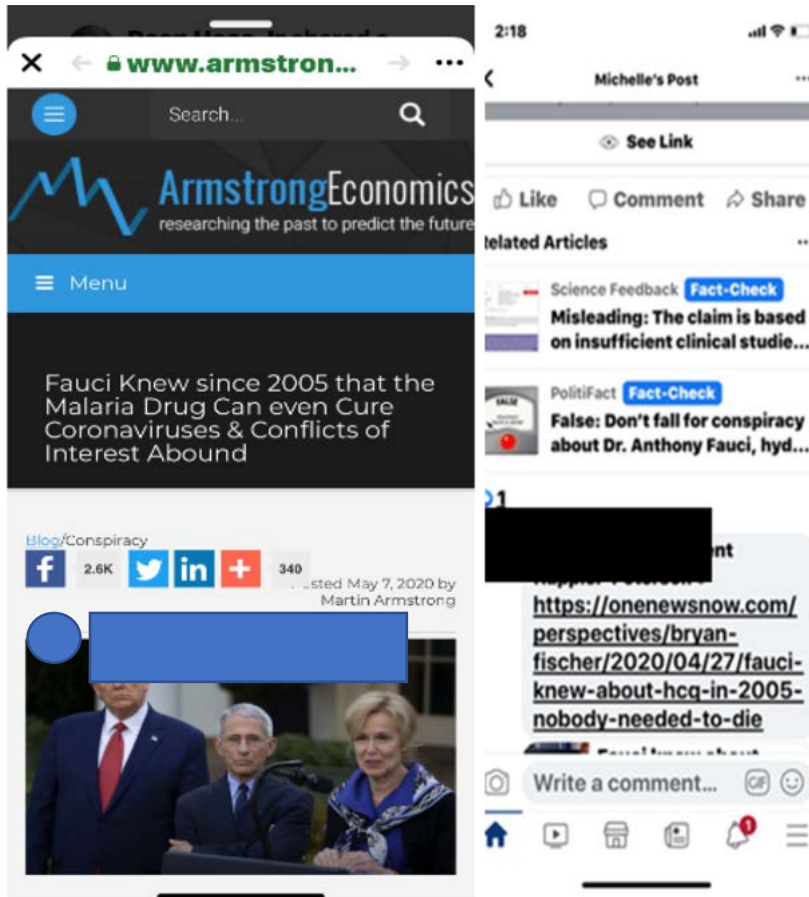 www.armstron...
Search...
ArmstrongEconomics
researching the past to predict the future
Menu
Fauci Knew since 2005 that the
Malaria Drug Can even Cure
Coronaviruses & Conflicts of
Interest Abound
Blog/Conspiracy
2.6K
340
Posted May 7, 2020 by
Martin Armstrong
2:18
Michelle's Post
See Link
Like Comment Share
Related Articles
Science Feedback Fact-Check
Misleading: The claim is based
on insufficient clinical studie...
PolitiFact Fact-Check
FALSE
False: Don't fall for conspiracy
about Dr. Anthony Fauci, hyd...
1
https://onenewsnow.com/
perspectives/bryan-
fischer/2020/04/27/fauci-
knew-about-hcq-in-2005-
nobody-needed-to-die
Write a comment... GIF
1